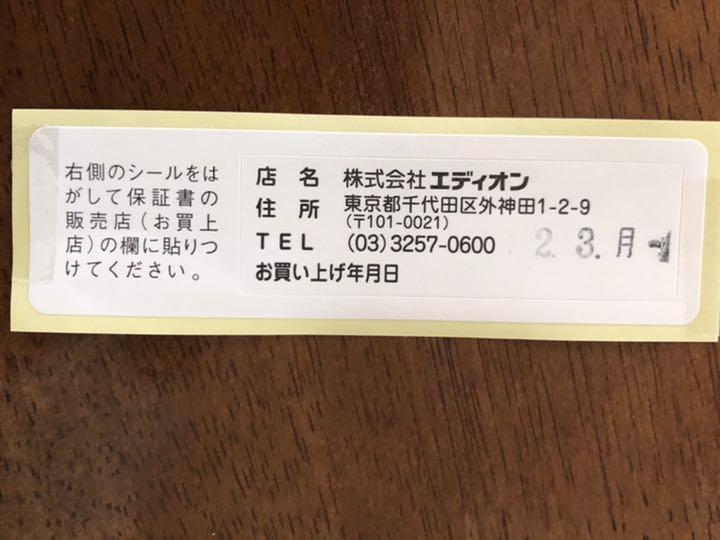 右側のシールをは
がして保証書の
販売店(お買上
店)の欄に貼りつ
けてください。
店 名 株式会社 エディオン
住 所 東京都千代田区外神田1-2-9
(〒101-0021)
TEL (03)3257-0600
2. 3. 月
お買い上げ年月日